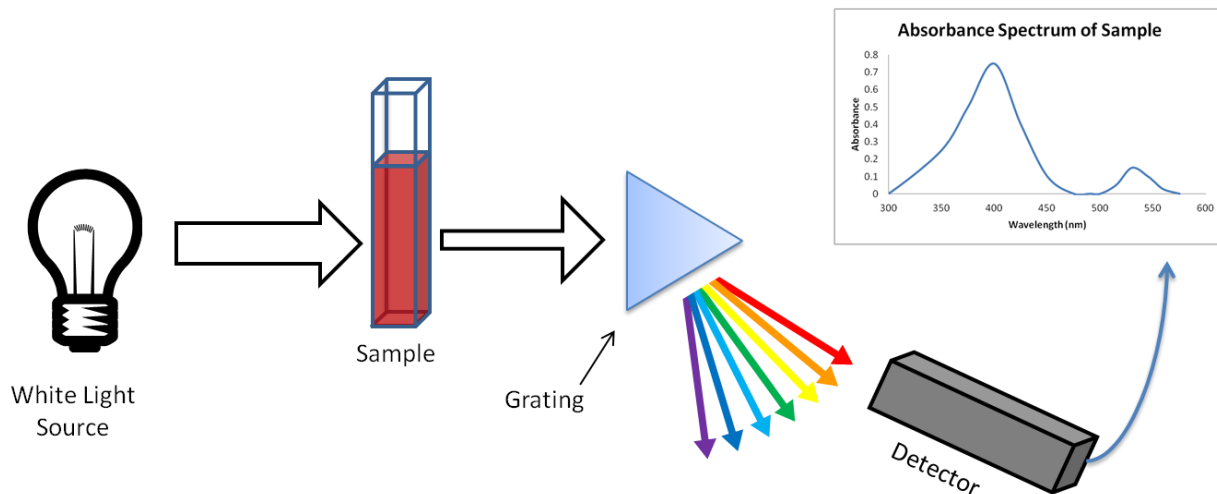 White Light
Source
Sample
Grating
Detector
Absorbance Spectrum of Sample
Absorbance
0.8
0.7
0.6
0.5
0.4
0.3
0.2
0.1
0
300 350 400 450 500 550 600
Wavelength (nm)